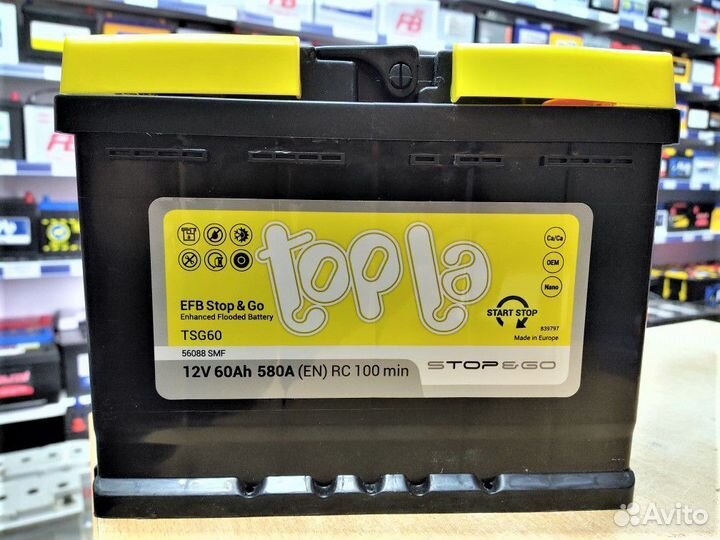 topla
Ca/Ca
OEM
Nano
EFB Stop & Go
Enhanced Flooded Battery
TSG60
START STOP
839797
Made in Europe
56088 SMF
12V 60Ah 580A (EN) RC 100 min
STOP&GO
Avito